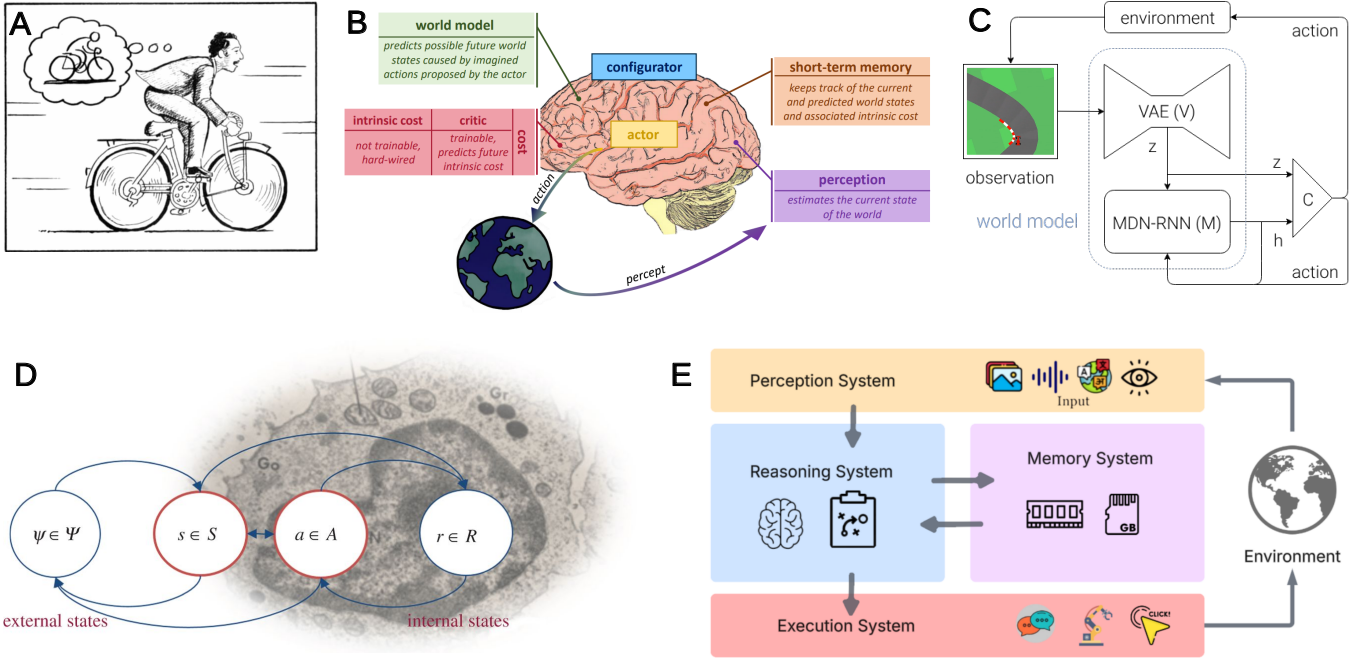 A
B
world model
predicts possible future world
states caused by imagined
actions proposed by the actor
configurator
short-term memory
keeps track of the current
and predicted world states
and associated intrinsic cost
intrinsic cost
critic
cost
not trainable,
hard-wired
trainable,
predicts future
intrinsic cost
actor
action
perception
estimates the current state
of the world
percept
C
environment
action
VAE (V)
z
z
observation
C
world model
MDN-RNN (M)
h
action
D
Gr
Go
N
ψ ∈ Ψ
s ∈ S
a ∈ A
r ∈ R
external states
internal states
E
Perception System
Input
Reasoning System
Memory System
GB
Environment
Execution System
CLICK!